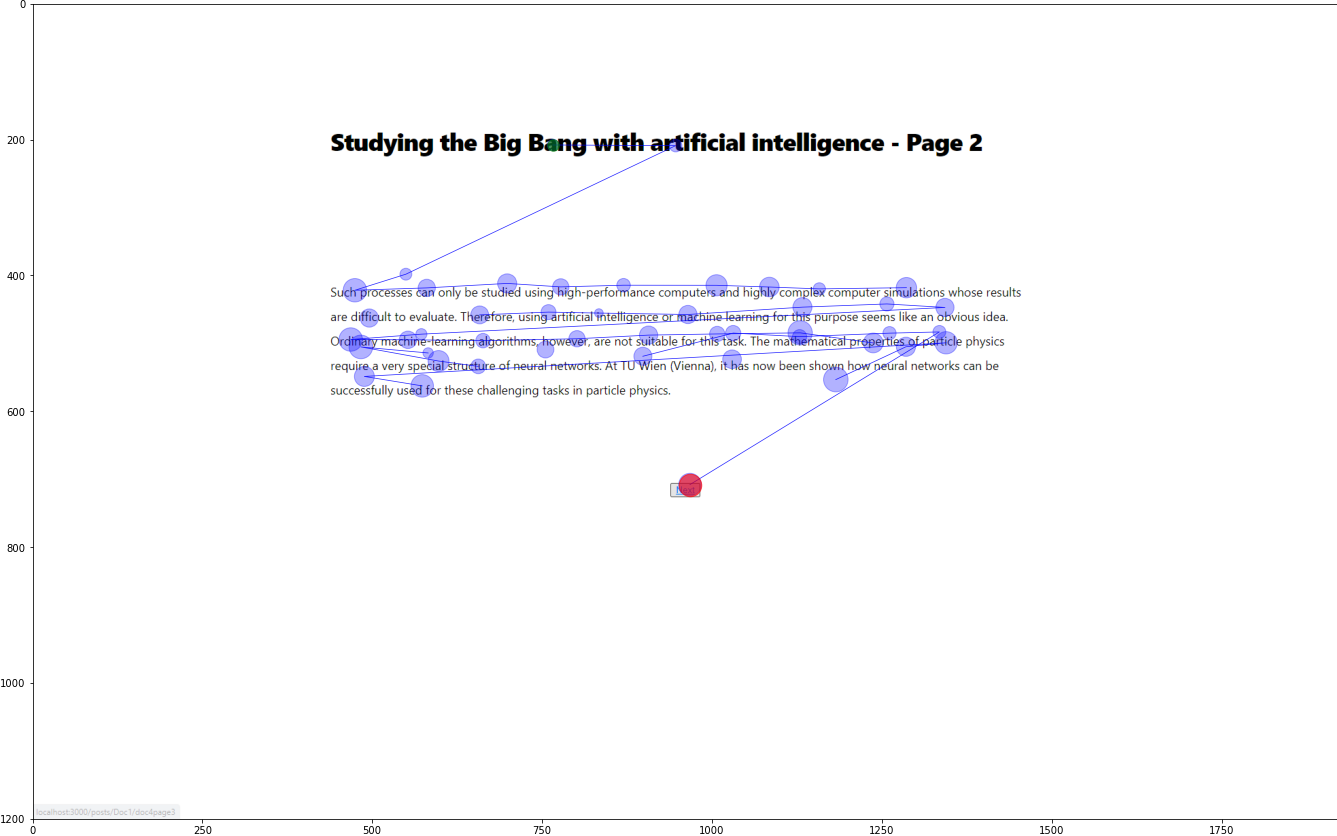 0
200
Studying the Big Bang with artificial intelligence - Page 2
400
Such processes can only be studied using high-performance computers and highly complex computer simulations whose results
are difficult to evaluate. Therefore, using artificial intelligence or machine learning for this purpose seems like an obvious idea.
Ordinary machine-learning algorithms, however, are not suitable for this task. The mathematical properties of particle physics
require a very special structure of neural networks. At TU Wien (Vienna), it has now been shown how neural networks can be
successfully used for these challenging tasks in particle physics.
600
Next
800
1000
localhost:3000/posts/Doc1/doc4page3
1200
0 250 500 750 1000 1250 1500 1750